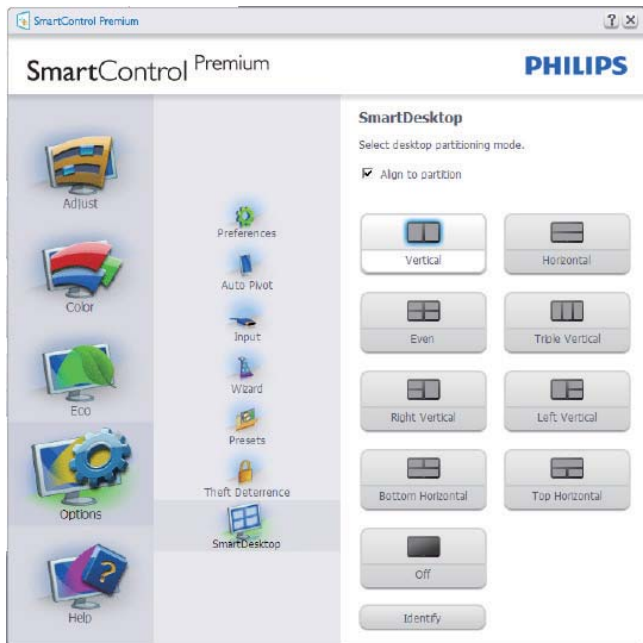 SmartControl Premium
SmartControl Premium
PHILIPS
Adjust
Color
Eco
Options
Help
Preferences
Auto Pivot
Input
Wizard
Presets
Theft Deterrence
SmartDesktop
SmartDesktop
Select desktop partitioning mode.
Align to partition
Vertical
Horizontal
Even
Triple Vertical
Right Vertical
Left Vertical
Bottom Horizontal
Top Horizontal
Off
Identify